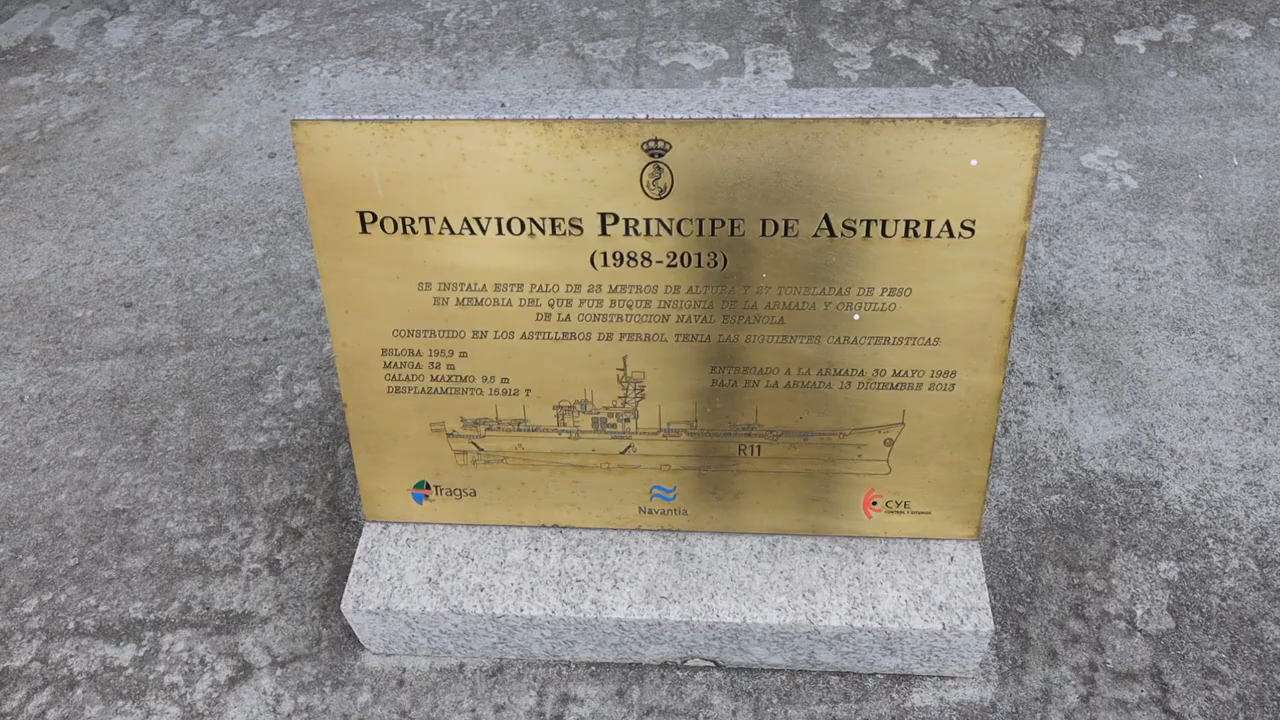 PORTAAVIONES PRINCIPE DE ASTURIAS
(1988-2013)
SE INSTALA ESTE PALO DE 23 METROS DE ALTURA Y 27 TONELADAS DE PESO
EN MEMORIA DEL QUE FUE BUQUE INSIGNIA DE LA ARMADA Y ORGULLO
DE LA CONSTRUCCION NAVAL ESPAÑOLA
CONSTRUIDO EN LOS ASTILLEROS DE FERROL, TENIA LAS SIGUIENTES CARACTERISTICAS:
ESLORA: 195,9 m
MANGA: 32 m
CALADO MAXIMO: 9,5 m
DESPLAZAMIENTO: 15.912 T
ENTREGADO A LA ARMADA: 30 MAYO 1988
BAJA EN LA ARMADA: 13 DICIEMBRE 2013
R11
Tragsa
Navantia
CYE